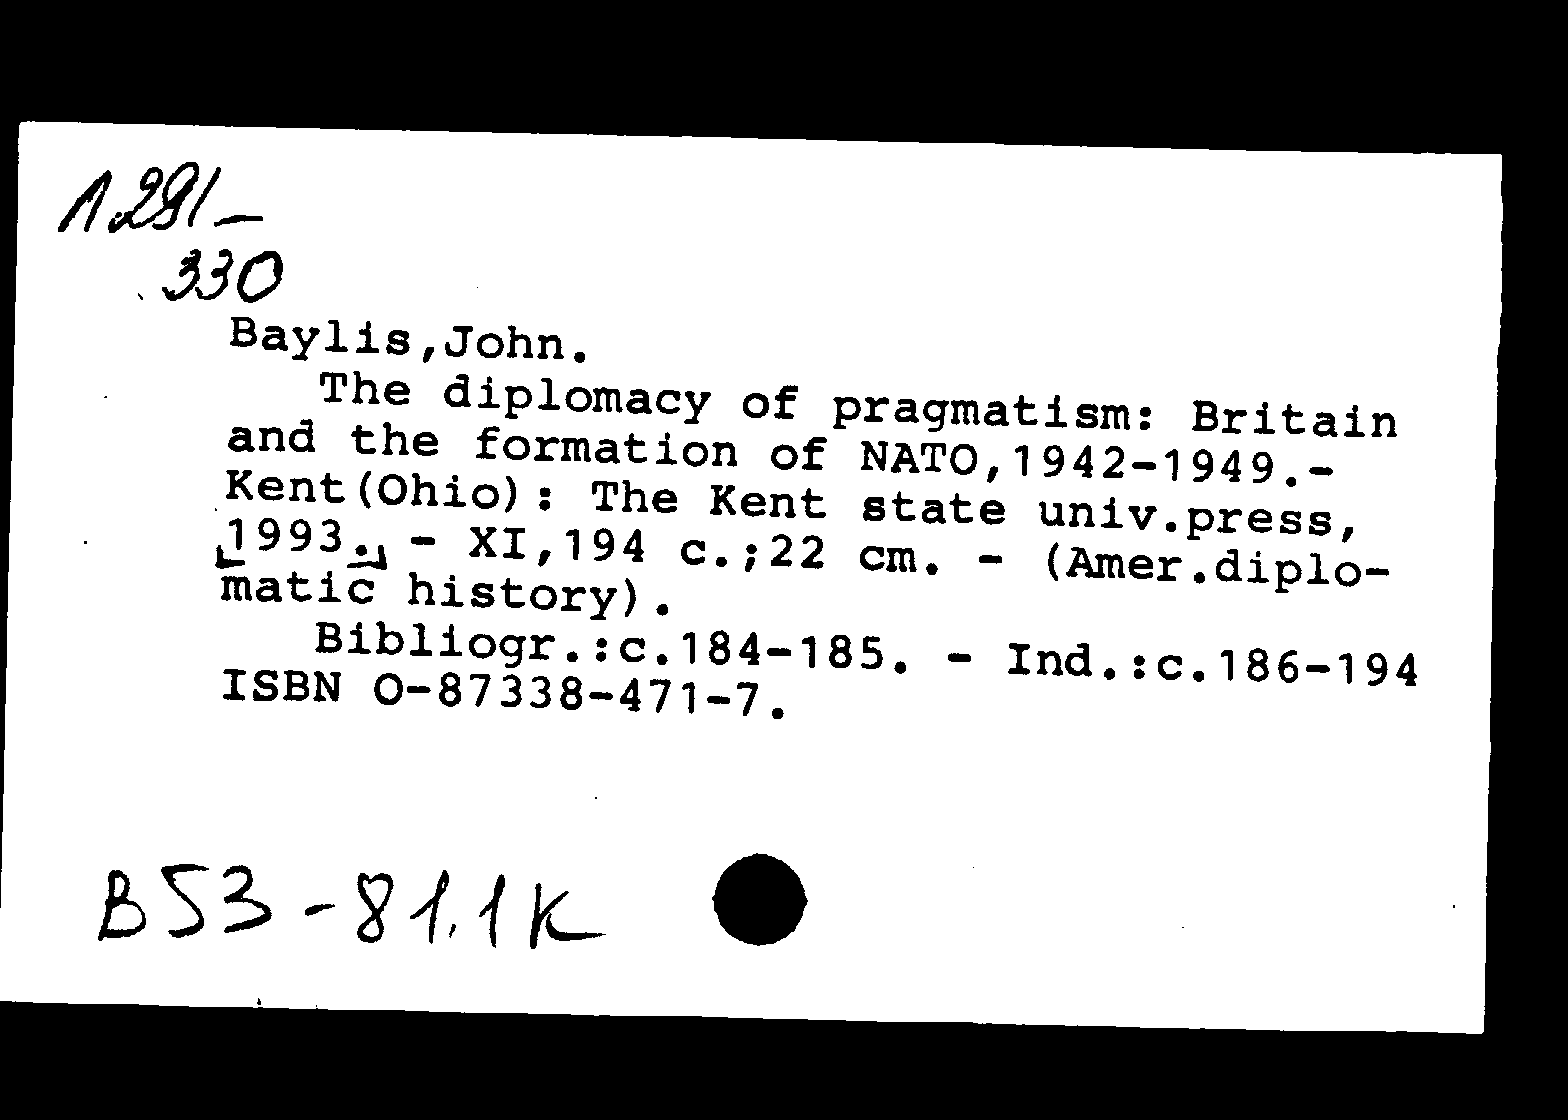 1.291-
330
Baylis,John.
The diplomacy of pragmatism: Britain
and the formation of NATO,1942-1949.-
Kent(Ohio): The Kent state univ.press,
1993. - XI,194 c.;22 cm. - (Amer.diplo-
matic history).
Bibliogr.:c.184-185. - Ind.:c.186-194
ISBN O-87338-471-7.
B53-81.1K